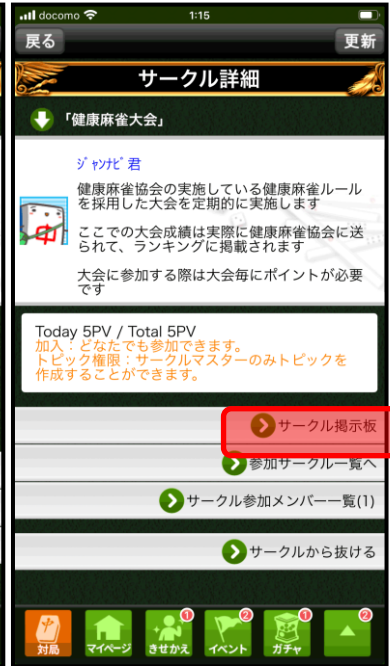 docomo 1:15
戻る 更新
サークル詳細
「健康麻雀大会」
ジャンナビ君
健康麻雀協会の実施している健康麻雀ルール
を採用した大会を定期的に実施します
ここでの大会成績は実際に健康麻雀協会に送
られて、ランキングに掲載されます
大会に参加する際は大会毎にポイントが必要
です
中
Today 5PV / Total 5PV
加入：どなたでも参加できます。
トピック権限：サークルマスターのみトピックを
作成することができます。
サークル掲示板
参加サークル一覧へ
サークル参加メンバー一覧(1)
サークルから抜ける
1 2 1 2
対局 マイページ きせかえ イベント ガチャ